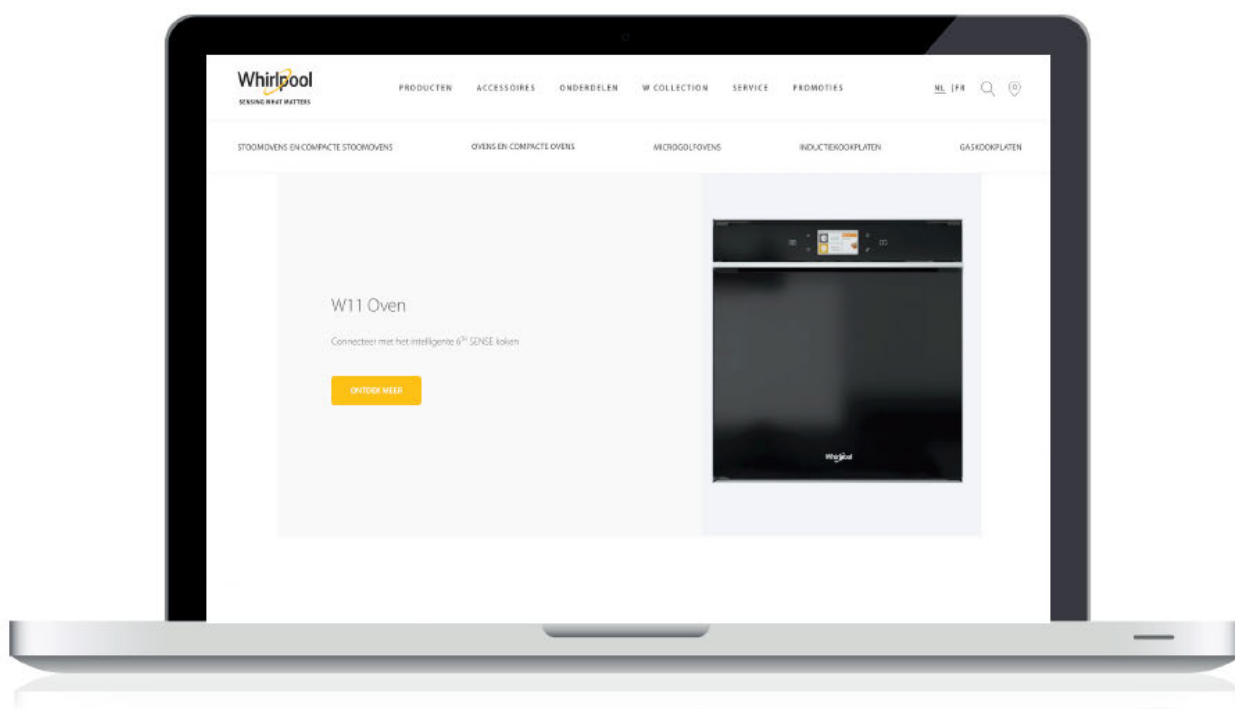 Whirlpool
SENSING WHAT MATTERS
PRODUCTEN ACCESSOIRES ONDERDELEN W COLLECTION SERVICE PROMOTIES NL | FR
STOOMOVENS EN COMPACTE STOOMOVENS OVENS EN COMPACTE OVENS MICROGOLFOVENS INDUCTIEKOOKPLATEN GASKOOKPLATEN
W11 Oven
Connecteer met het intelligente 6TH SENSE koken
ONTDEK MEER
Whirlpool